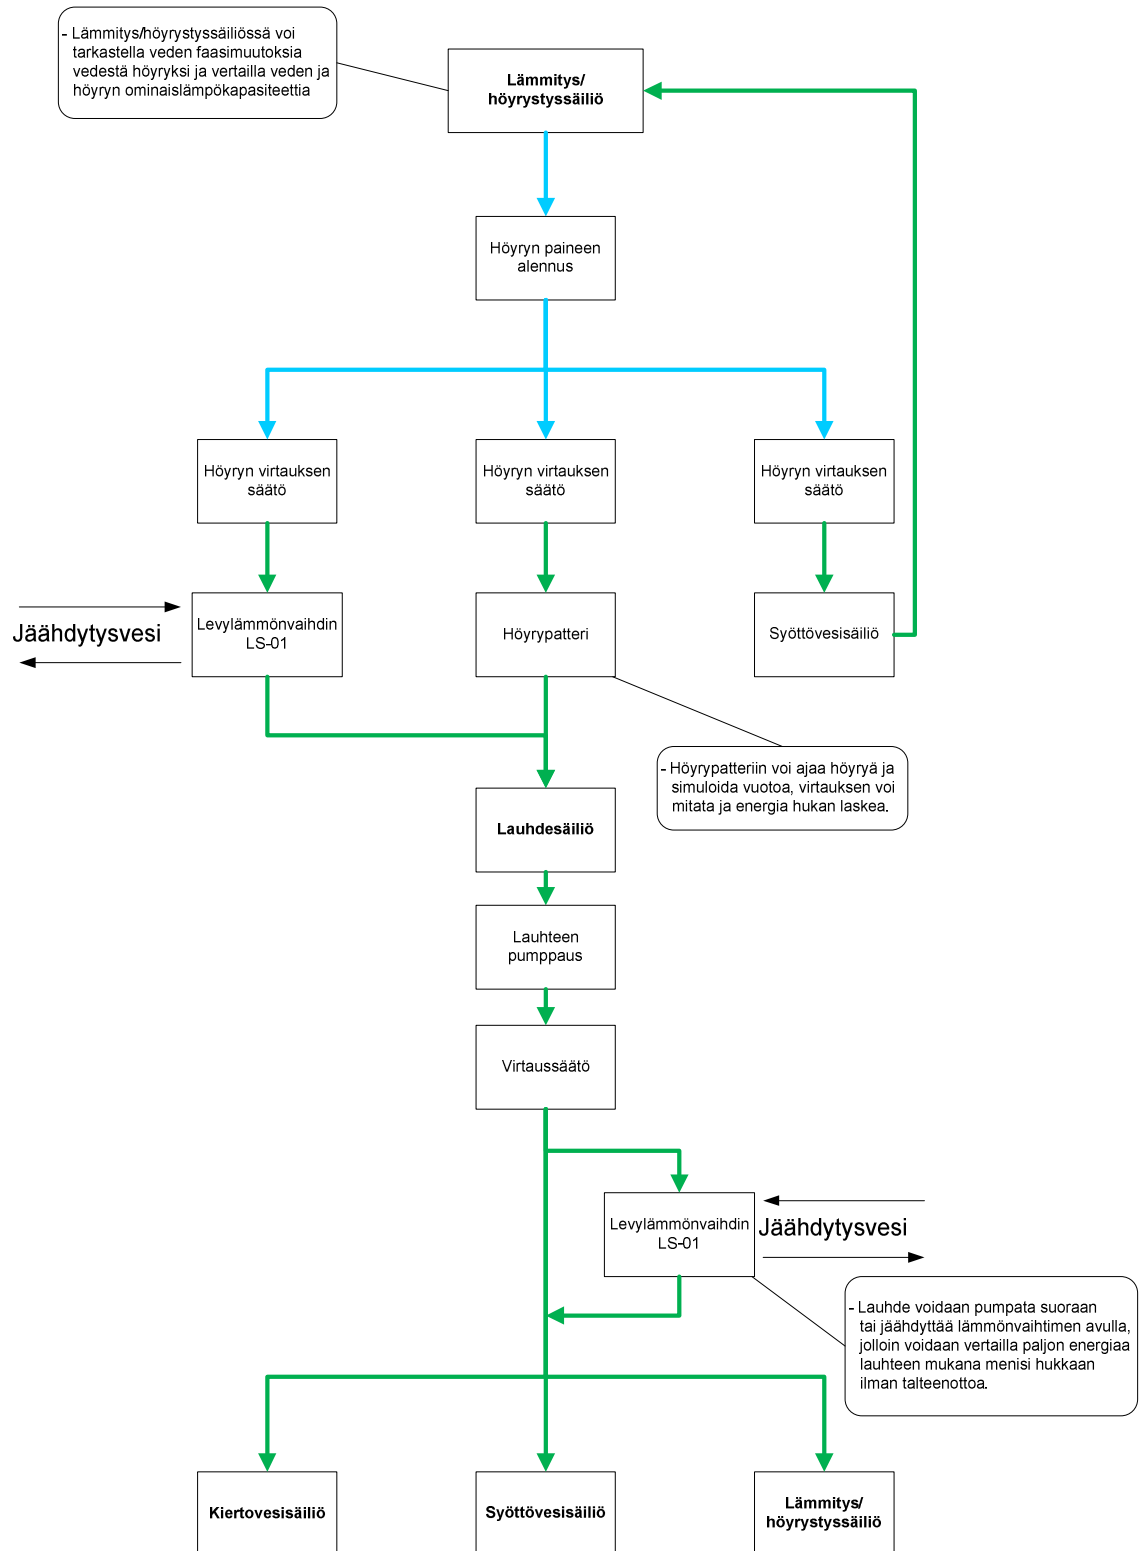 - Lämmitys/höyrystyssäiliössä voi
tarkastella veden faasimuutoksia
vedestä höyryksi ja vertailla veden ja
höyryn ominaislämpökapasiteettia
Lämmitys/
höyrystyssäiliö
Höyryn paineen
alennus
Höyryn virtauksen
säätö
Höyryn virtauksen
säätö
Höyryn virtauksen
säätö
Jäähdytysvesi
Levylämmönvaihdin
LS-01
Höyrypatteri
Syöttövesisäiliö
- Höyrypatteriin voi ajaa höyryä ja
simuloida vuotoa, virtauksen voi
mitata ja energia hukan laskea.
Lauhdesäiliö
Lauhteen
pumppaus
Virtaussäätö
Levylämmönvaihdin
LS-01
Jäähdytysvesi
- Lauhde voidaan pumpata suoraan
tai jäähdyttää lämmönvaihtimen avulla,
jolloin voidaan vertailla paljon energiaa
lauhteen mukana menisi hukkaan
ilman talteenottoa.
Kiertovesisäiliö
Syöttövesisäiliö
Lämmitys/
höyrystyssäiliö